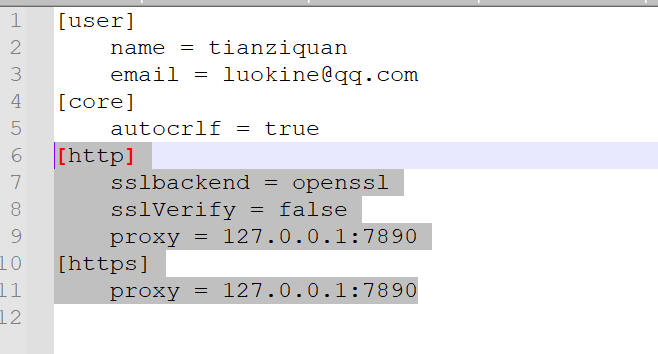 1 [user]
2     name = tianziquan
3     email = luokine@qq.com
4 [core]
5     autocrlf = true
6 [http]
7     sslbackend = openssl
8     sslVerify = false
9     proxy = 127.0.0.1:7890
10 [https]
11     proxy = 127.0.0.1:7890
12